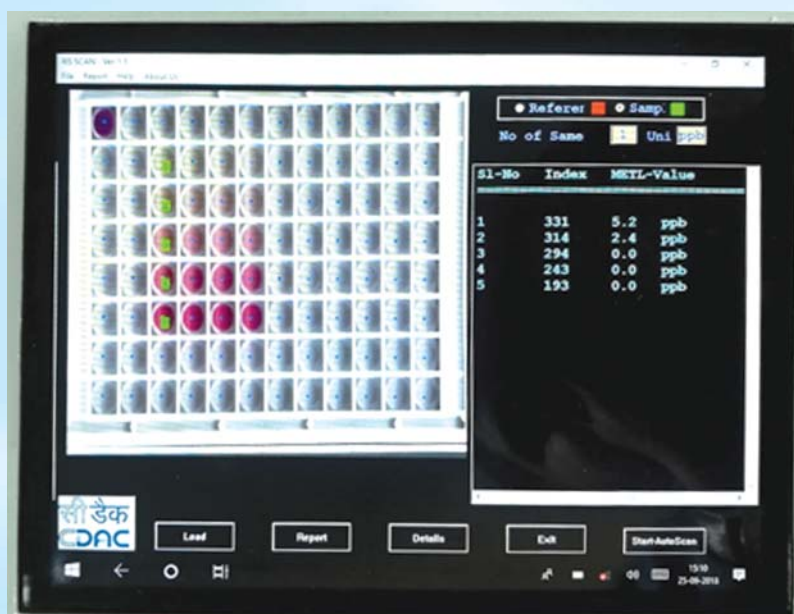 RS SCAN - Ver 1.1
File Report Help About Us
Referer Samp.
No of Same 1 Uni ppb
Sl-No Index METL-Value
1 331 5.2 ppb
2 314 2.4 ppb
3 294 0.0 ppb
4 243 0.0 ppb
5 193 0.0 ppb
सी डैक
CDAC
Load Report Details Exit Start-AutoScan
15:10
25-09-2018